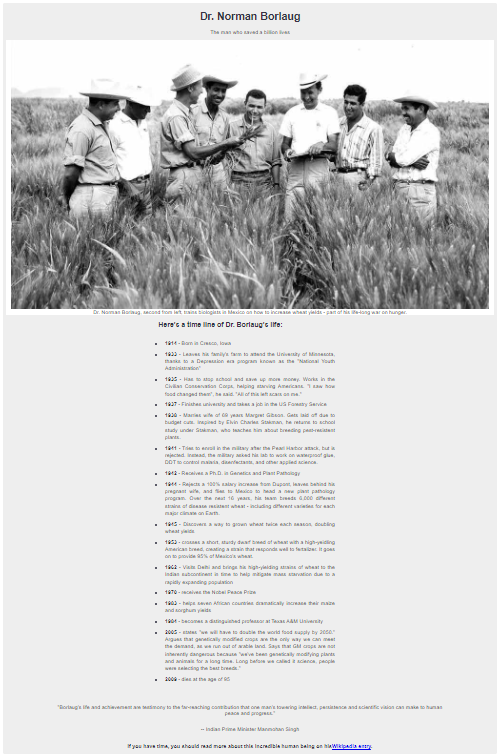 Dr. Norman Borlaug
The man who saved a billion lives
Dr. Norman Borlaug, second from left, trains biologists in Mexico on how to increase wheat yields - part of his life-long war on hunger.
Here's a time line of Dr. Borlaug's life:
1914 - Born in Cresco, Iowa
1933 - Leaves his family's farm to attend the University of Minnesota,
thanks to a Depression era program known as the "National Youth
Administration"
1935 - Has to stop school and save up more money. Works in the
Civilian Conservation Corps, helping starving Americans. "I saw how
food changed them", he said. "All of this left scars on me."
1937 - Finishes university and takes a job in the US Forestry Service
1938 - Marries wife of 69 years Margret Gibson. Gets laid off due to
budget cuts. Inspired by Elvin Charles Stakman, he returns to school
study under Stakman, who teaches him about breeding pest-resistent
plants.
1941 - Tries to enroll in the military after the Pearl Harbor attack, but is
rejected. Instead, the military asked his lab to work on waterproof glue,
DDT to control malaria, disenfectants, and other applied science.
1942 - Receives a Ph.D. in Genetics and Plant Pathology
1944 - Rejects a 100% salary increase from Dupont, leaves behind his
pregnant wife, and flies to Mexico to head a new plant pathology
program. Over the next 16 years, his team breeds 6,000 different
strains of disease resistent wheat - including different varieties for each
major climate on Earth.
1945 - Discovers a way to grown wheat twice each season, doubling
wheat yields
1953 - crosses a short, sturdy dwarf breed of wheat with a high-yeidling
American breed, creating a strain that responds well to fertalizer. It goes
on to provide 95% of Mexico's wheat.
1962 - Visits Delhi and brings his high-yielding strains of wheat to the
Indian subcontinent in time to help mitigate mass starvation due to a
rapidly expanding population
1970 - receives the Nobel Peace Prize
1983 - helps seven African countries dramatically increase their maize
and sorghum yields
1984 - becomes a distinguished professor at Texas A&M University
2005 - states "we will have to double the world food supply by 2050."
Argues that genetically modified crops are the only way we can meet
the demand, as we run out of arable land. Says that GM crops are not
inherently dangerous because "we've been genetically modifying plants
and animals for a long time. Long before we called it science, people
were selecting the best breeds."
2009 - dies at the age of 95
"Borlaug's life and achievement are testimony to the far-reaching contribution that one man's towering intellect, persistence and scientific vision can make to human
peace and progress."
-- Indian Prime Minister Manmohan Singh
If you have time, you should read more about this incredible human being on hisWikipedia entry.